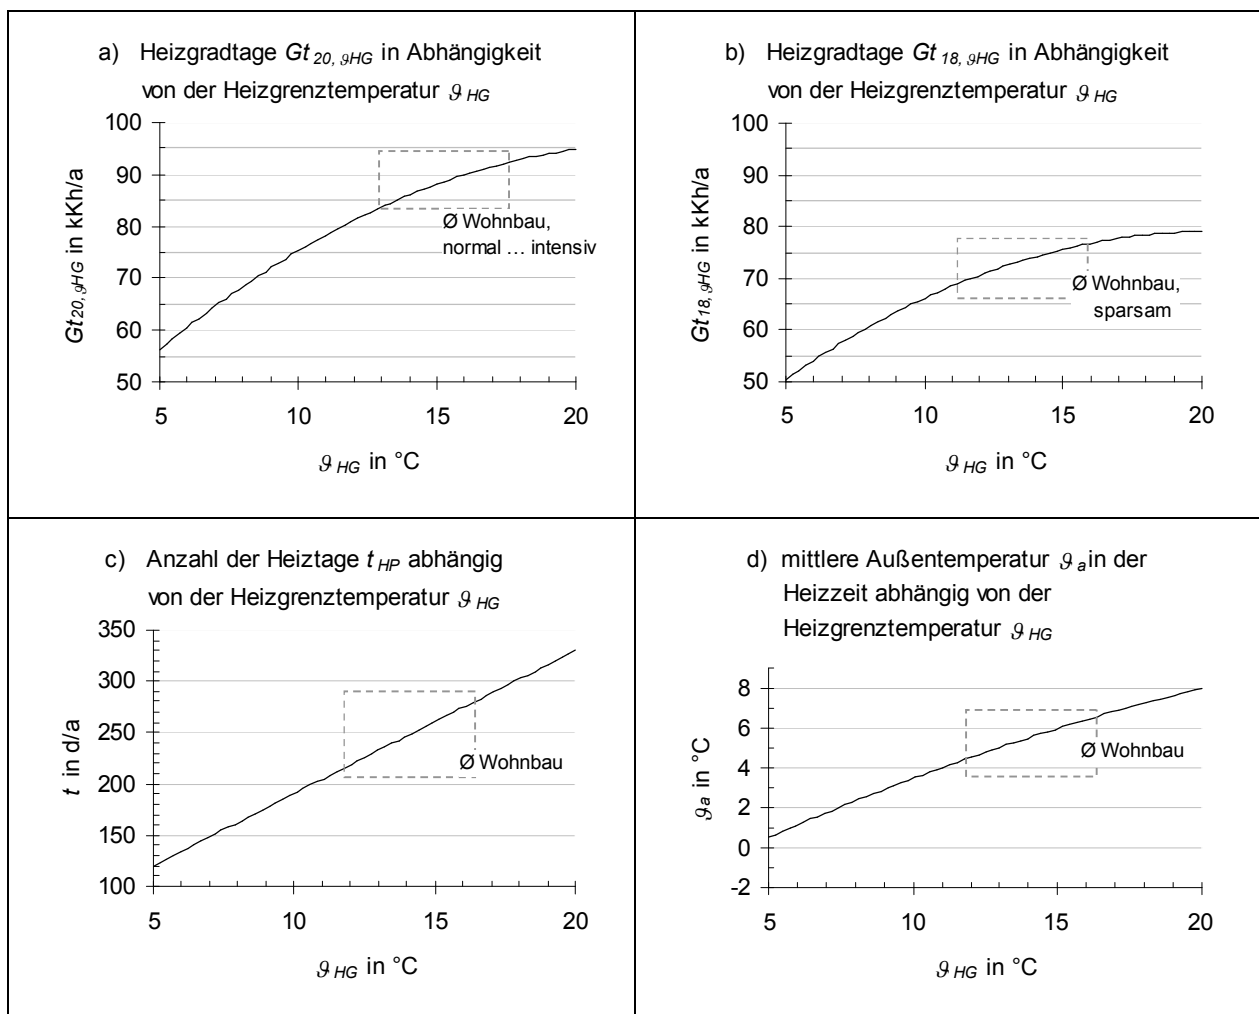 a) Heizgradtage Gt 20, ϑHG in Abhängigkeit
von der Heizgrenztemperatur ϑ HG
100
90
80
70
60
50
Gt20,ϑHG in kKh/a
Ø Wohnbau,
normal … intensiv
5 10 15 20
ϑ HG in °C
b) Heizgradtage Gt 18, ϑHG in Abhängigkeit
von der Heizgrenztemperatur ϑ HG
100
90
80
70
60
50
Gt18,ϑHG in kKh/a
Ø Wohnbau,
sparsam
5 10 15 20
ϑ HG in °C
c) Anzahl der Heiztage t HP abhängig
von der Heizgrenztemperatur ϑ HG
350
300
250
200
150
100
t in d/a
Ø Wohnbau
5 10 15 20
ϑ HG in °C
d) mittlere Außentemperatur ϑ a in der
Heizzeit abhängig von der
Heizgrenztemperatur ϑ HG
8
6
4
2
0
-2
ϑa in °C
Ø Wohnbau
5 10 15 20
ϑ HG in °C